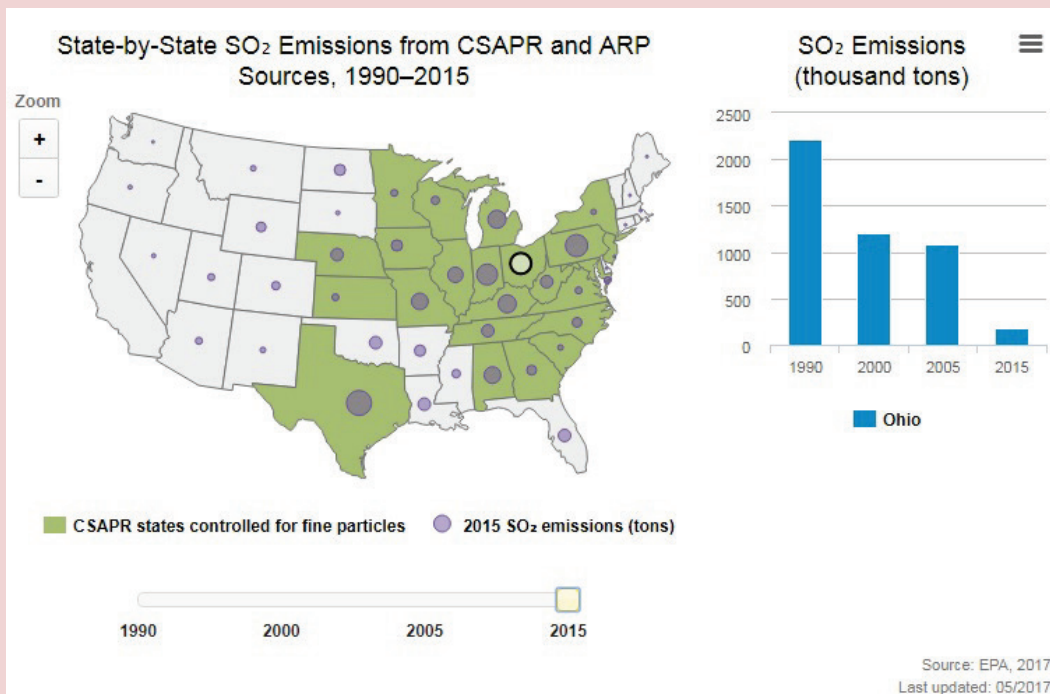 State-by-State SO₂ Emissions from CSAPR and ARP
Sources, 1990–2015
Zoom
+
-
CSAPR states controlled for fine particles
2015 SO₂ emissions (tons)
1990
2000
2005
2015
SO₂ Emissions
(thousand tons)
2500
2000
1500
1000
500
0
1990
2000
2005
2015
Ohio
Source: EPA, 2017
Last updated: 05/2017